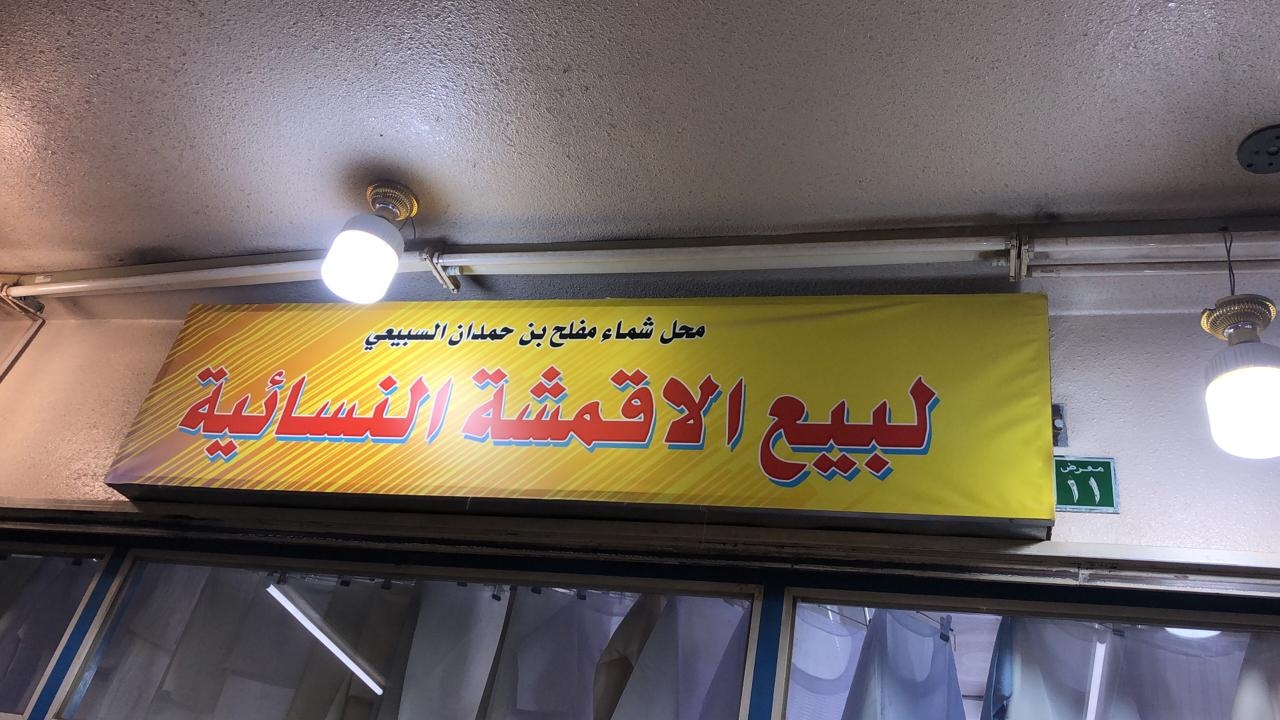 محل شماء مفلح بن حمدان السبيعي
لبيع الاقمشة النسائية
معرض
١١